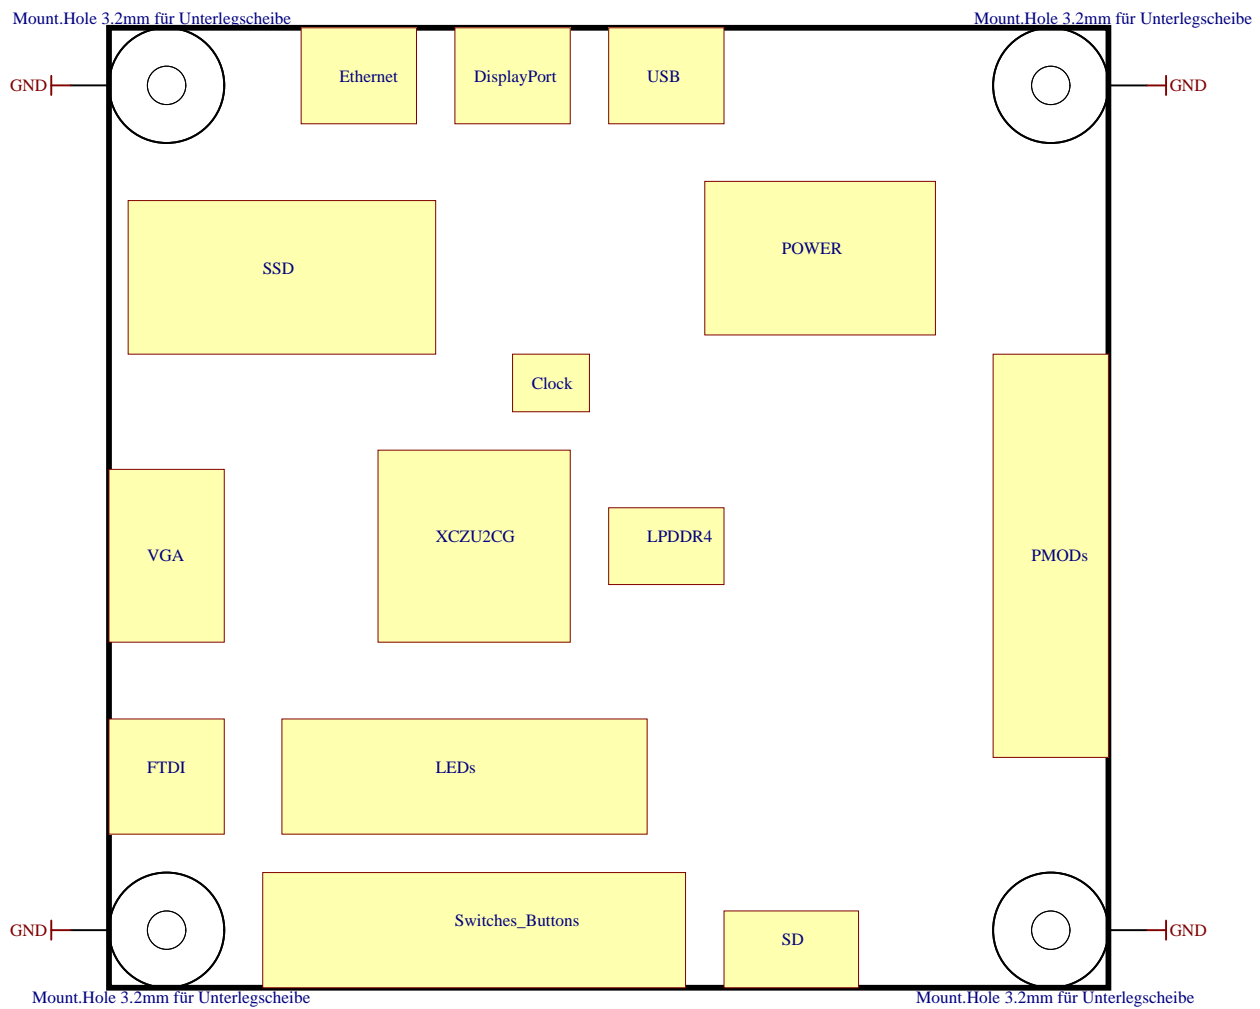 Mount.Hole 3.2mm für Unterlegscheibe
Mount.Hole 3.2mm für Unterlegscheibe
GND
Ethernet
DisplayPort
USB
GND
SSD
POWER
Clock
VGA
XCZU2CG
LPDDR4
PMODs
FTDI
LEDs
GND
Switches_Buttons
SD
GND
Mount.Hole 3.2mm für Unterlegscheibe
Mount.Hole 3.2mm für Unterlegscheibe